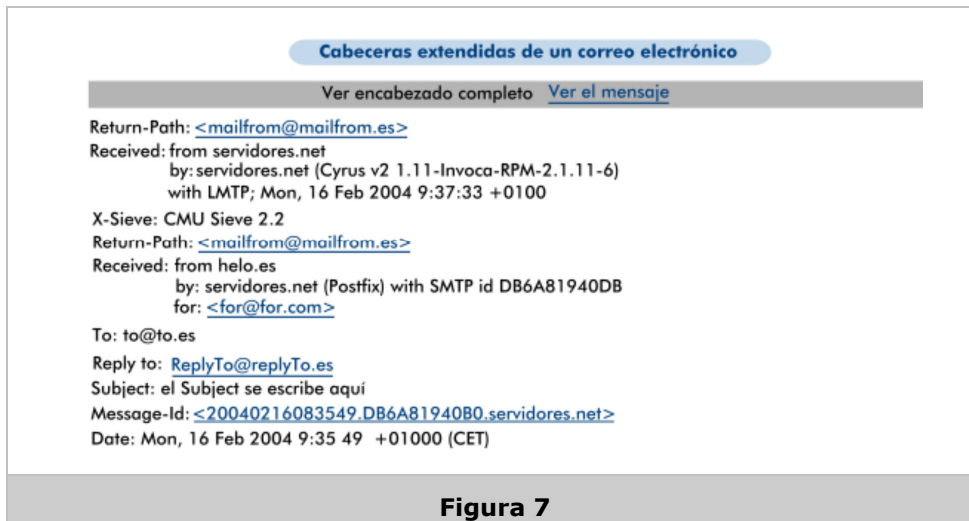 Cabeceras extendidas de un correo electrónico
Ver encabezado completo Ver el mensaje
Return-Path: <mailfrom@mailfrom.es>
Received: from servidores.net
by: servidores.net (Cyrus v2 1.11-Invoca-RPM-2.1.11-6)
with LMTP; Mon, 16 Feb 2004 9:37:33 +0100
X-Sieve: CMU Sieve 2.2
Return-Path: <mailfrom@mailfrom.es>
Received: from helo.es
by: servidores.net (Postfix) with SMTP id DB6A81940DB
for: <for@for.com>
To: to@to.es
Reply to: ReplyTo@replyTo.es
Subject: el Subject se escribe aquí
Message-Id: <20040216083549.DB6A81940B0.servidores.net>
Date: Mon, 16 Feb 2004 9:35 49 +01000 (CET)
Figura 7